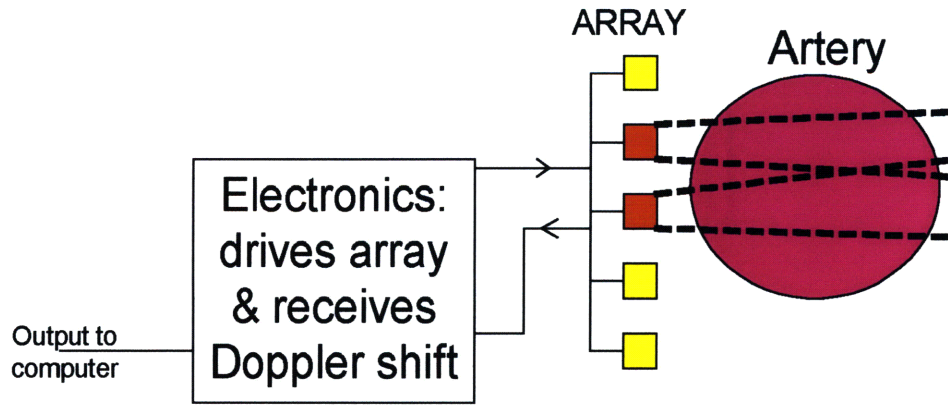 ARRAY
Artery
Electronics:
drives array
& receives
Doppler shift
Output to
computer